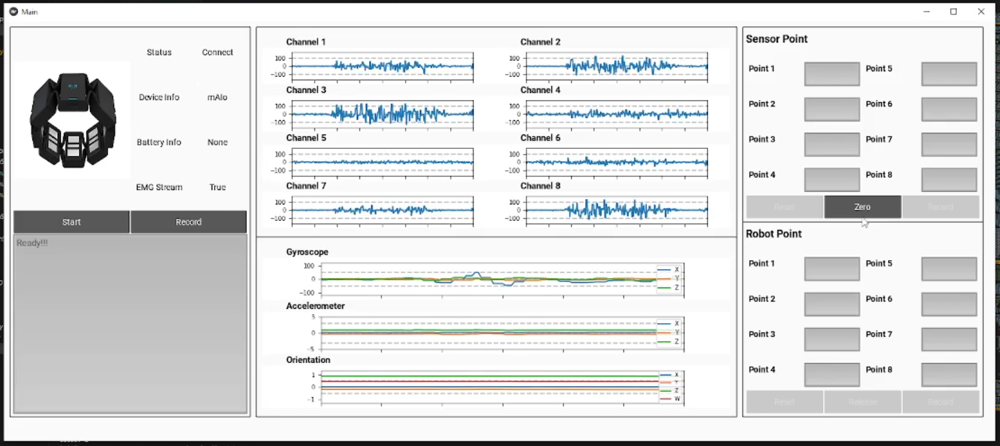 Main
Status Connect
Device Info mAlo
Battery Info None
EMG Stream True
Start Record
Ready!!!
Channel 1
100
0
-100
Channel 2
100
0
-100
Channel 3
100
0
-100
Channel 4
100
0
-100
Channel 5
100
0
-100
Channel 6
100
0
-100
Channel 7
100
0
-100
Channel 8
100
0
-100
Gyroscope
100
0
-100
X
Y
Z
Accelerometer
5
0
-5
X
Y
Z
Orientation
1
0
-1
X
Y
Z
W
Sensor Point
Point 1 Point 5
Point 2 Point 6
Point 3 Point 7
Point 4 Point 8
Reset Zero Record
Robot Point
Point 1 Point 5
Point 2 Point 6
Point 3 Point 7
Point 4 Point 8
Reset Release Record